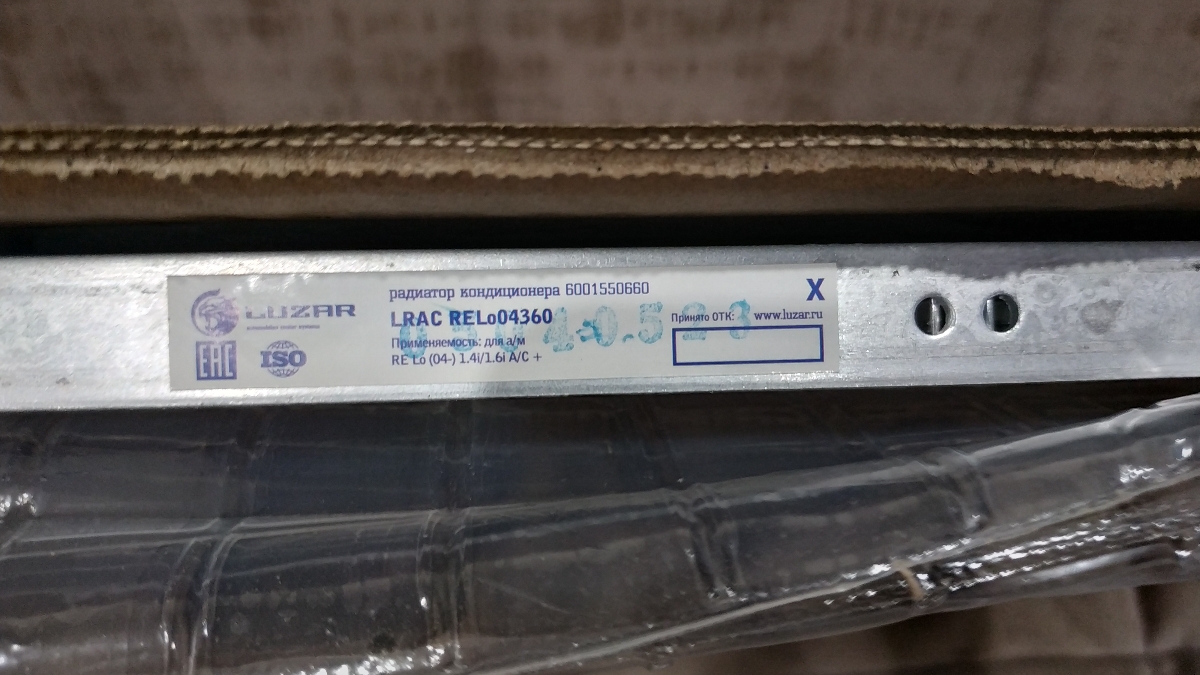 LUZAR
радиатор кондиционера 6001550660
X
LRAC RELo04360
Принято ОТК:
www.luzar.ru
Применяемость: для а/м
RE Lo (04-) 1.4i/1.6i A/C +
EAC
ISO